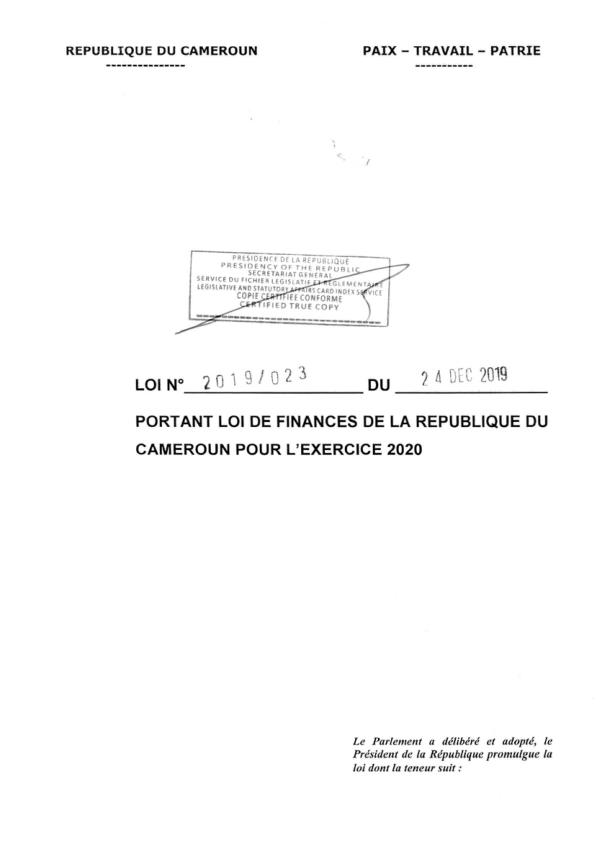 REPUBLIQUE DU CAMEROUN
PAIX – TRAVAIL – PATRIE
---------------
-----------
PRESIDENCE DE LA REPUBLIQUE
PRESIDENCY OF THE REPUBLIC
SECRETARIAT GENERAL
SERVICE DU FICHIER LEGISLATIF ET REGLEMENTAIRE
LEGISLATIVE AND STATUTORY AFFAIRS CARD INDEX SERVICE
COPIE CERTIFIEE CONFORME
CERTIFIED TRUE COPY
LOI N° 2019/023 DU 24 DEC 2019
PORTANT LOI DE FINANCES DE LA REPUBLIQUE DU
CAMEROUN POUR L'EXERCICE 2020
Le Parlement a délibéré et adopté, le
Président de la République promulgue la
loi dont la teneur suit :